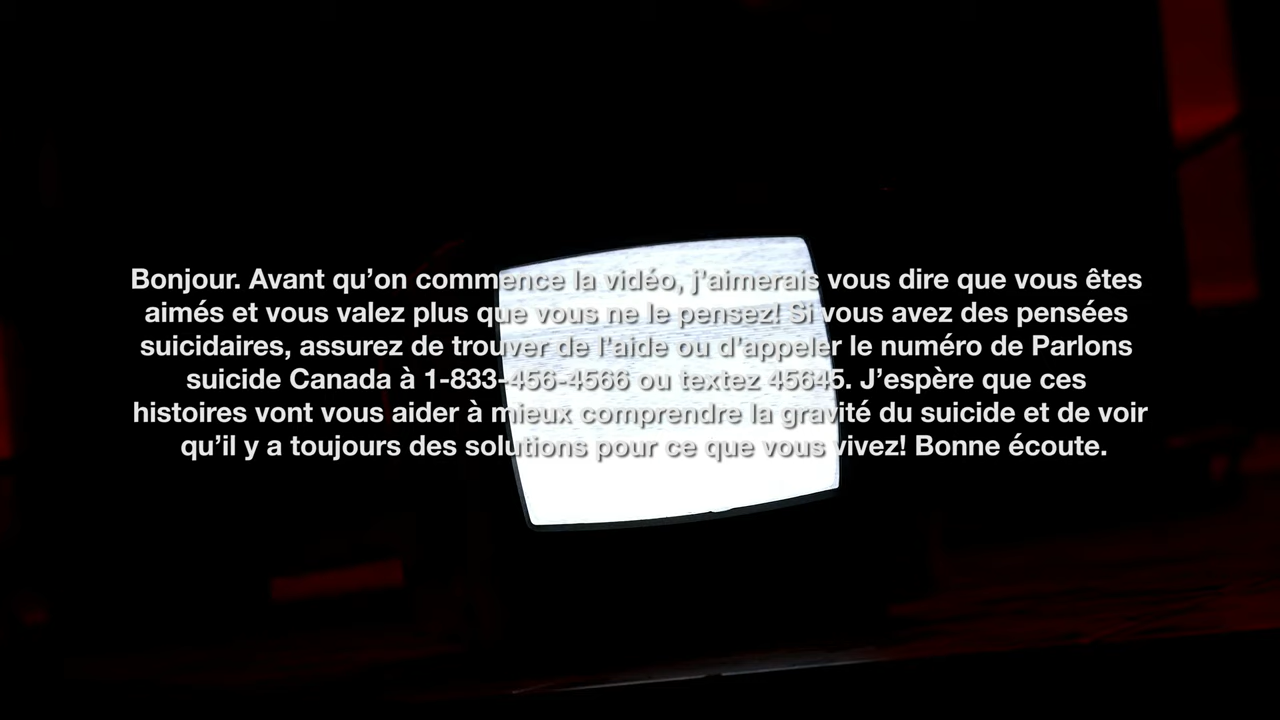 Bonjour. Avant qu’on commence la vidéo, j’aimerais vous dire que vous êtes
aimés et vous valez plus que vous ne le pensez! Si vous avez des pensées
suicidaires, assurez de trouver de l’aide ou d’appeler le numéro de Parlons
suicide Canada à 1-833-456-4566 ou textez 45645. J’espère que ces
histoires vont vous aider à mieux comprendre la gravité du suicide et de voir
qu’il y a toujours des solutions pour ce que vous vivez! Bonne écoute.